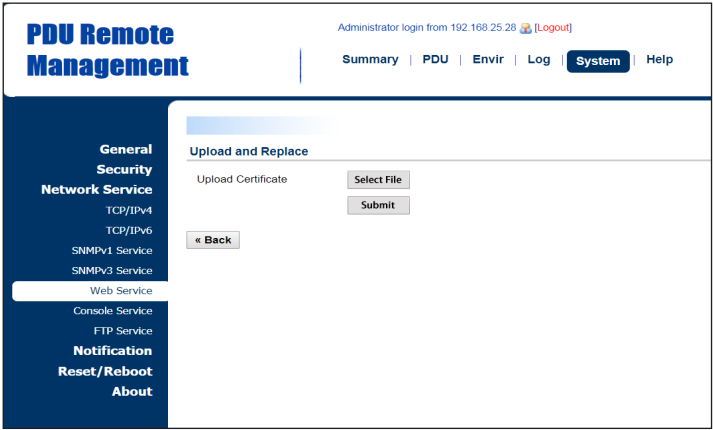 PDU Remote
Management
Administrator login from 192.168.25.28 [Logout]
Summary | PDU | Envir | Log | System | Help
General
Security
Network Service
TCP/IPv4
TCP/IPv6
SNMPv1 Service
SNMPv3 Service
Web Service
Console Service
FTP Service
Notification
Reset/Reboot
About
Upload and Replace
Upload Certificate
Select File
Submit
« Back